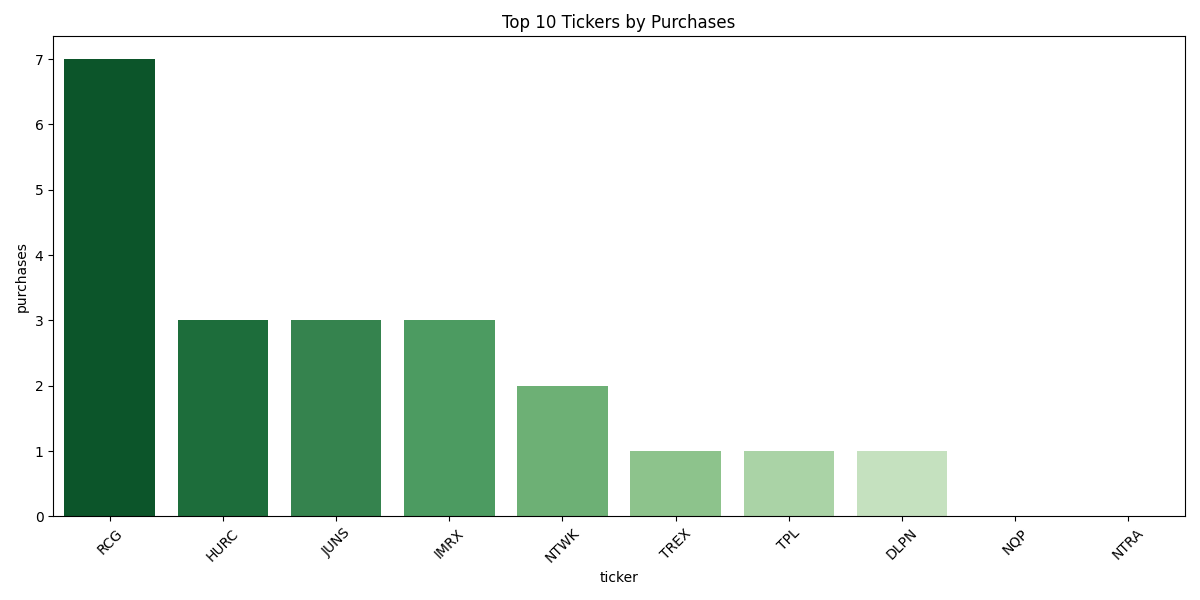 Top 10 Tickers by Purchases
purchases
7
6
5
4
3
2
1
0
RCG HURC JUNS IMRX NTWK TREX TPL DLPN NQP NTRA
ticker